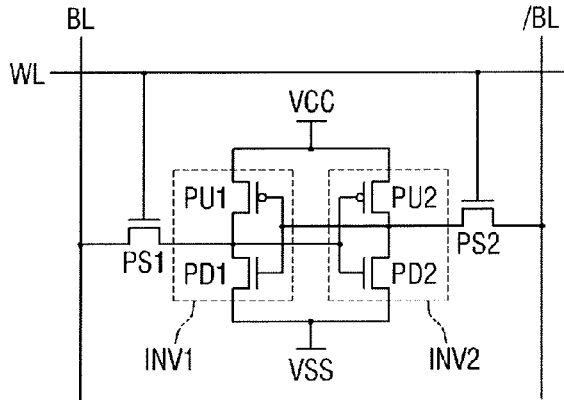 BL /BL
WL
VCC
PU1 PU2
PS1 PS2
PD1 PD2
INV1 VSS INV2